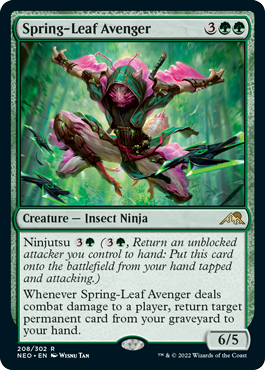 Spring-Leaf Avenger 3
Creature — Insect Ninja
Ninjutsu 3 (3, Return an unblocked
attacker you control to hand: Put this card
onto the battlefield from your hand tapped
and attacking.)
Whenever Spring-Leaf Avenger deals
combat damage to a player, return target
permanent card from your graveyard to
your hand.
6/5
208/302 R
NEO • EN WISNU TAN
™ & © 2022 Wizards of the Coast